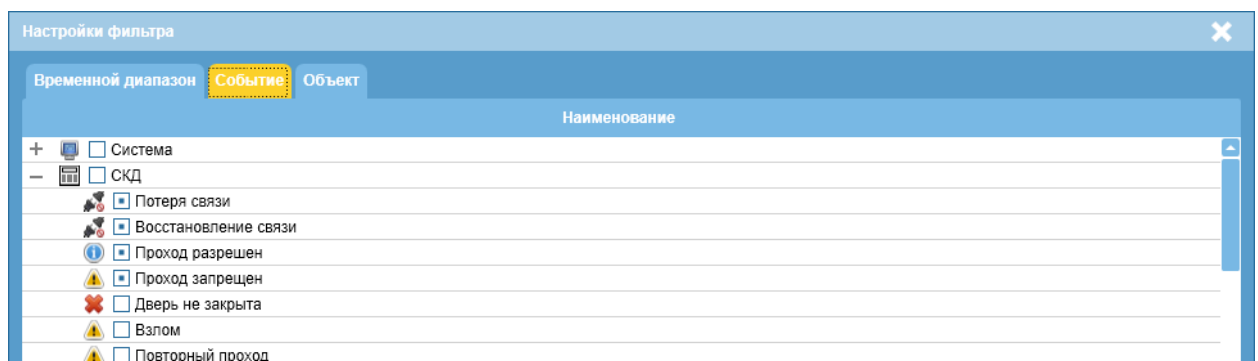 Настройки фильтра
Временной диапазон Событие Объект
Наименование
Система
СКД
Потеря связи
Восстановление связи
Проход разрешен
Проход запрещен
Дверь не закрыта
Взлом
Повторный проход